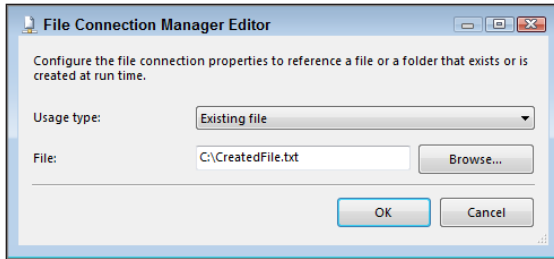 File Connection Manager Editor
Configure the file connection properties to reference a file or a folder that exists or is
created at run time.
Usage type: Existing file
File: C:\CreatedFile.txt Browse...
OK Cancel